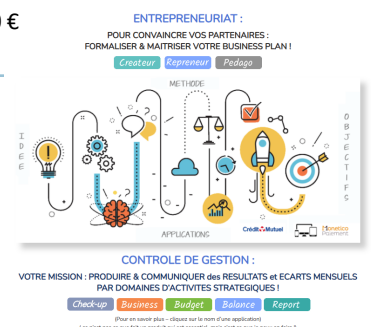 €
ENTREPRENEURIAT :
POUR CONVAINCRE VOS PARTENAIRES :
FORMALISER & MAITRISER VOTRE BUSINESS PLAN !
Createur Repreneur Pedago
METHODE
IDEE
OBJECTIFS
Crédit Mutuel
Monetico
Paiement
APPLICATIONS
CONTROLE DE GESTION :
VOTRE MISSION : PRODUIRE & COMMUNIQUER des RESULTATS et ECARTS MENSUELS
PAR DOMAINES D'ACTIVITES STRATEGIQUES !
Check-up Business Budget Balance Report
(Pour en savoir plus – cliquez sur le nom d'une application)